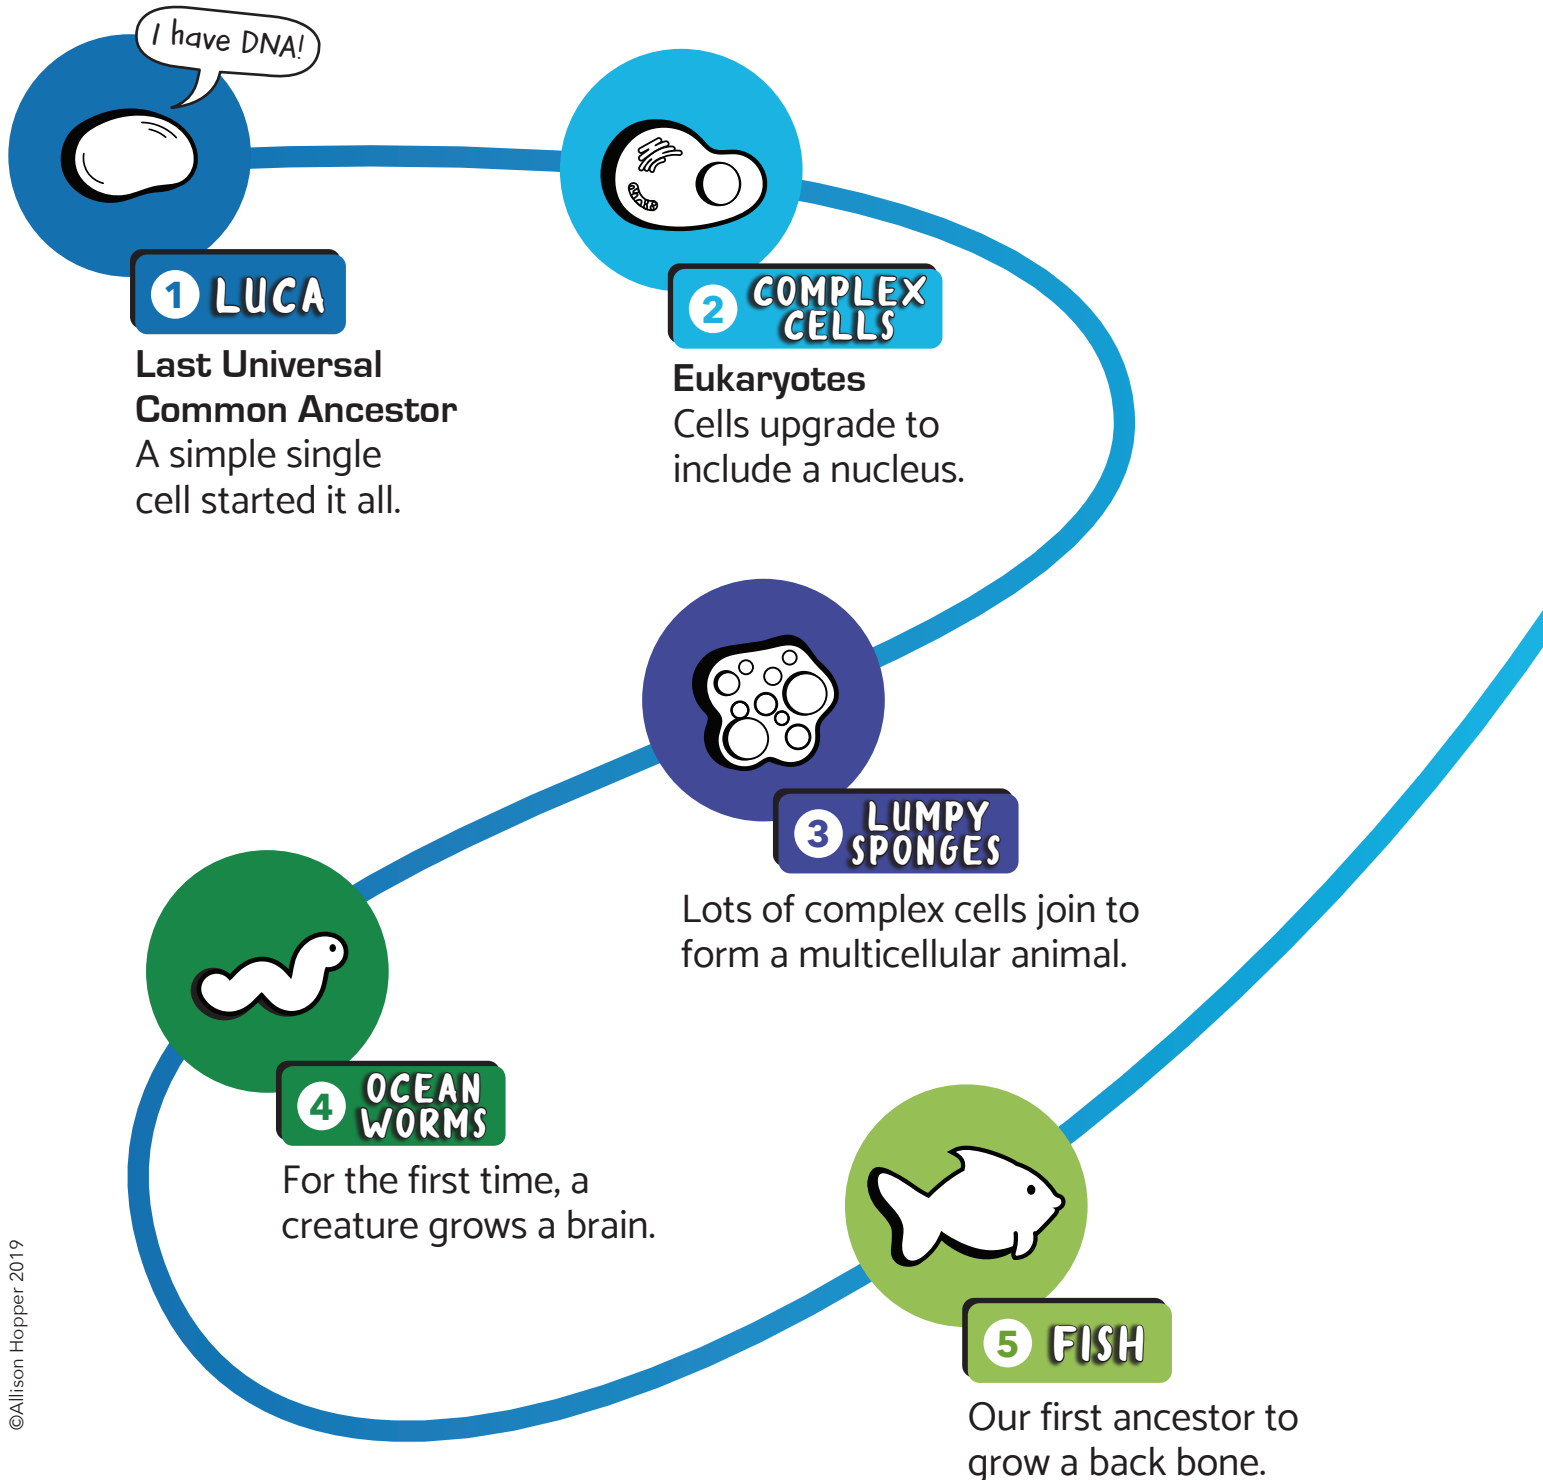 I have DNA!
1 LUCA
Last Universal
Common Ancestor
A simple single
cell started it all.
2 COMPLEX
CELLS
Eukaryotes
Cells upgrade to
include a nucleus.
3 LUMPY
SPONGES
Lots of complex cells join to
form a multicellular animal.
4 OCEAN
WORMS
For the first time, a
creature grows a brain.
5 FISH
Our first ancestor to
grow a back bone.
©Allison Hopper 2019